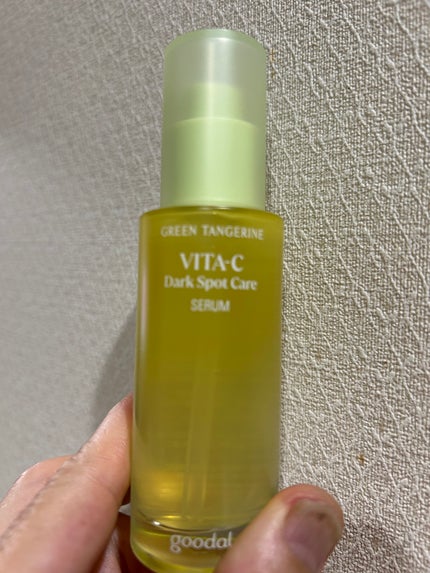 GREEN TANGERINE
VITA-C
Dark Spot Care
SERUM
goodal